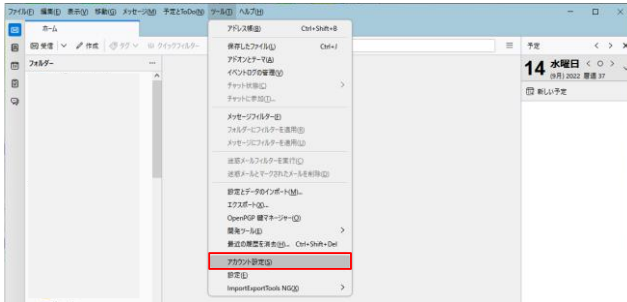 ファイル(F) 編集(E) 表示(V) 移動(G) メッセージ(M) 予定とToDo(N) ツール(T) ヘルプ(H)
ホーム
受信 作成 タグ クイックフィルター
フォルダー
アドレス帳(B) Ctrl+Shift+B
保存したファイル(L) Ctrl+J
アドオンとテーマ(A)
イベントログの管理(V)
チャット状態(C)
チャットに参加(J)...
メッセージフィルター(F)
フォルダーにフィルターを適用(R)
メッセージにフィルターを適用(U)
迷惑メールフィルターを実行(C)
迷惑メールとマークされたメールを削除(D)
設定とデータのインポート(M)...
エクスポート(X)...
OpenPGP 鍵マネージャー(O)
開発ツール(E)
最近の履歴を消去(H)... Ctrl+Shift+Del
アカウント設定(S)
設定(E)
ImportExportTools NG(X)
予定
14 水曜日
(9月) 2022 暦週 37
新しい予定